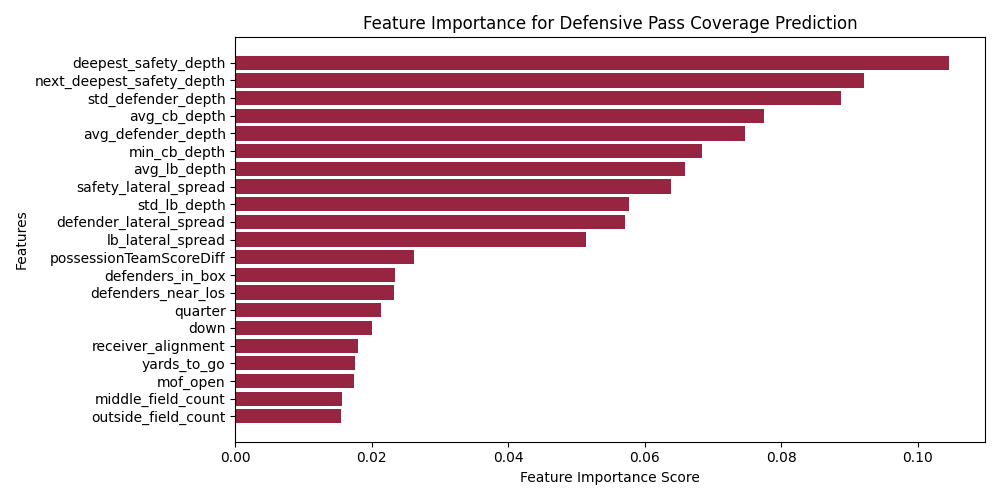 Feature Importance for Defensive Pass Coverage Prediction
deepest_safety_depth
next_deepest_safety_depth
std_defender_depth
avg_cb_depth
avg_defender_depth
min_cb_depth
avg_lb_depth
safety_lateral_spread
std_lb_depth
defender_lateral_spread
lb_lateral_spread
possessionTeamScoreDiff
defenders_in_box
defenders_near_los
quarter
down
receiver_alignment
yards_to_go
mof_open
middle_field_count
outside_field_count
Features
0.00 0.02 0.04 0.06 0.08 0.10
Feature Importance Score